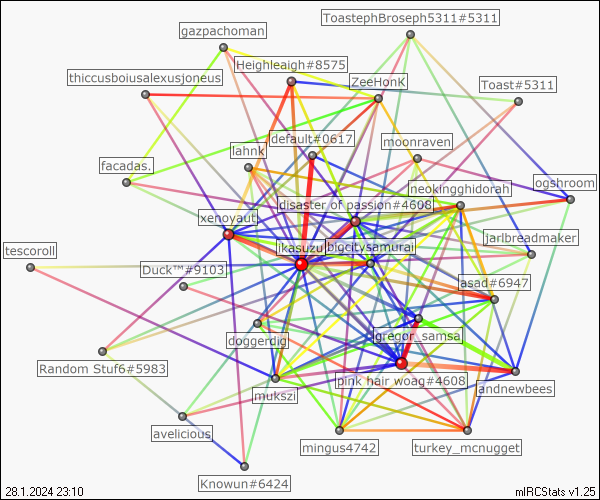 ToastephBroseph5311#5311
gazpachoman
Heighleaigh#8575
thiccusboiusalexusjoneus
ZeeHonK
Toast#5311
default#0617
moonraven
lahnk
facadas.
ogshroom
neokingghidorah
disaster of passion#4608
xenoyaut
jarlbreadmaker
ikasuzu
bigcitysamurai
tescoroll
Duck™#9103
asad#6947
doggerdig
gregor_samsa
Random Stuf6#5983
pink hair woag#4608
andnewbees
mukszi
avelicious
mingus4742
turkey_mcnugget
Knowun#6424
28.1.2024 23:10
mIRCStats v1.25